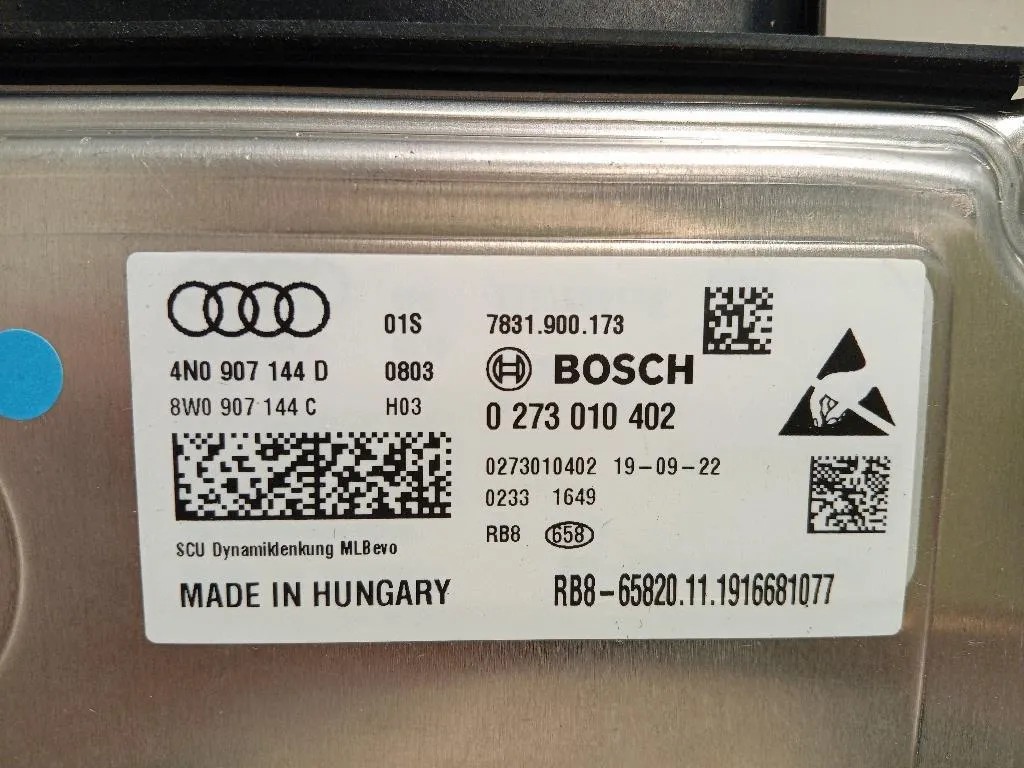 01S
4N0 907 144 D 0803
8W0 907 144 C H03
SCU Dynamiklenkung MLBevo
MADE IN HUNGARY
7831.900.173
BOSCH
0 273 010 402
0273010402 19-09-22
0233 1649
RB8 658
RB8-65820.11.1916681077